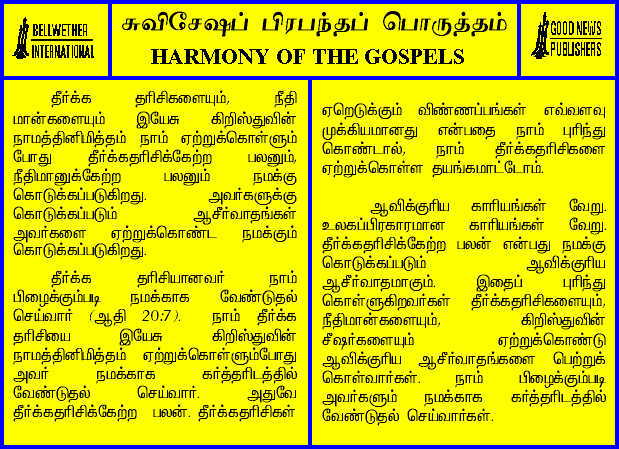 BELLWETHER
INTERNATIONAL
சுவிசேஷப் பிரபந்தப் பொருத்தம்
HARMONY OF THE GOSPELS
GOOD NEWS
PUBLISHERS
தீர்க்க தரிசிகளையும், நீதி
மான்களையும் இயேசு கிறிஸ்துவின்
நாமத்தினிமித்தம் நாம் ஏற்றுக்கொள்ளும்
போது தீர்க்கதரிசிக்கேற்ற பலனும்,
நீதிமானுக்கேற்ற பலனும் நமக்கு
கொடுக்கப்படுகிறது. அவர்களுக்கு
கொடுக்கப்படும் ஆசீர்வாதங்கள்
அவர்களை ஏற்றுக்கொண்ட நமக்கும்
கொடுக்கப்படுகிறது.
தீர்க்க தரிசியானவர் நாம்
பிழைக்கும்படி நமக்காக வேண்டுதல்
செய்வார் (ஆதி 20:7). நாம் தீர்க்க
தரிசியை இயேசு கிறிஸ்துவின்
நாமத்தினிமித்தம் ஏற்றுக்கொள்ளும்போது
அவர் நமக்காக கர்த்தரிடத்தில்
வேண்டுதல் செய்வார். அதுவே
தீர்க்கதரிசிக்கேற்ற பலன். தீர்க்கதரிசிகள்
ஏறெடுக்கும் விண்ணப்பங்கள் எவ்வளவு
முக்கியமானது என்பதை நாம் புரிந்து
கொண்டால், நாம் தீர்க்கதரிசிகளை
ஏற்றுக்கொள்ள தயங்கமாட்டோம்.
ஆவிக்குரிய காரியங்கள் வேறு.
உலகப்பிரகாரமான காரியங்கள் வேறு.
தீர்க்கதரிசிக்கேற்ற பலன் என்பது நமக்கு
கொடுக்கப்படும் ஆவிக்குரிய
ஆசீர்வாதமாகும். இதைப் புரிந்து
கொள்ளுகிறவர்கள் தீர்க்கதரிசிகளையும்,
நீதிமான்களையும், கிறிஸ்துவின்
சீஷர்களையும் ஏற்றுக்கொண்டு
ஆவிக்குரிய ஆசீர்வாதங்களை பெற்றுக்
கொள்வார்கள். நாம் பிழைக்கும்படி
அவர்களும் நமக்காக கர்த்தரிடத்தில்
வேண்டுதல் செய்வார்கள்.